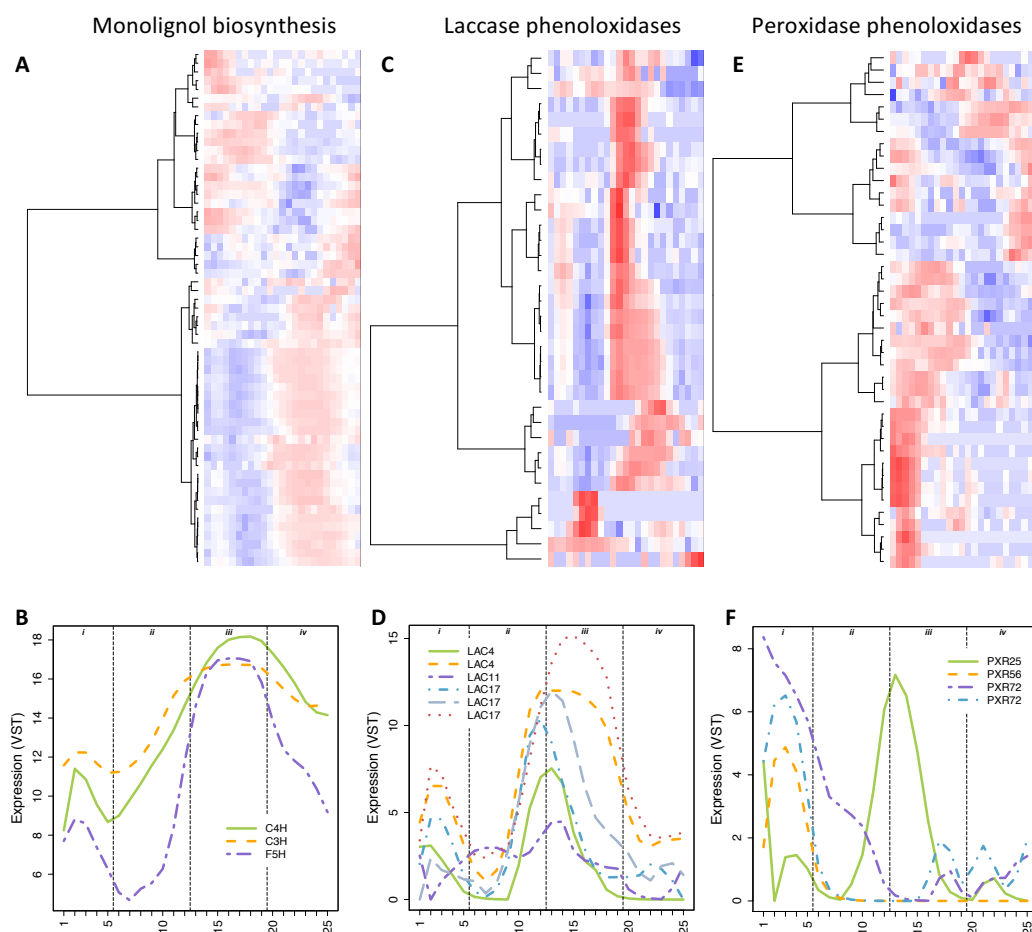 Monolignol biosynthesis
Laccase phenoloxidases
Peroxidase phenoloxidases
A
C
E
B
i
ii
iii
iv
Expression (VST)
18
16
14
12
10
8
6
C4H
C3H
F5H
1
5
10
15
20
25
D
i
ii
iii
iv
Expression (VST)
15
10
5
0
LAC4
LAC4
LAC11
LAC17
LAC17
LAC17
1
5
10
15
20
25
F
i
ii
iii
iv
Expression (VST)
8
6
4
2
0
PXR25
PXR56
PXR72
PXR72
1
5
10
15
20
25